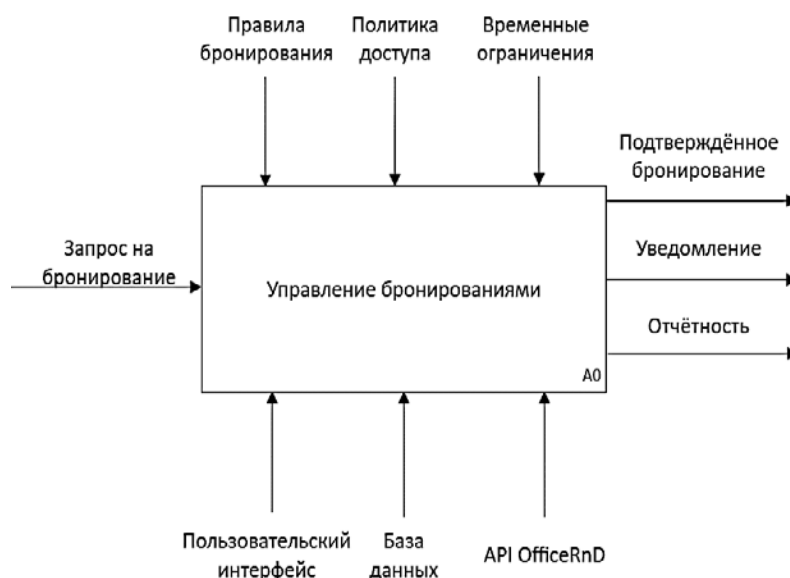 Правила
бронирования
Политика
доступа
Временные
ограничения
Подтверждённое
бронирование
Запрос на
бронирование
Уведомление
Управление бронированиями
Отчётность
A0
Пользовательский
интерфейс
База
данных
API OfficeRnD